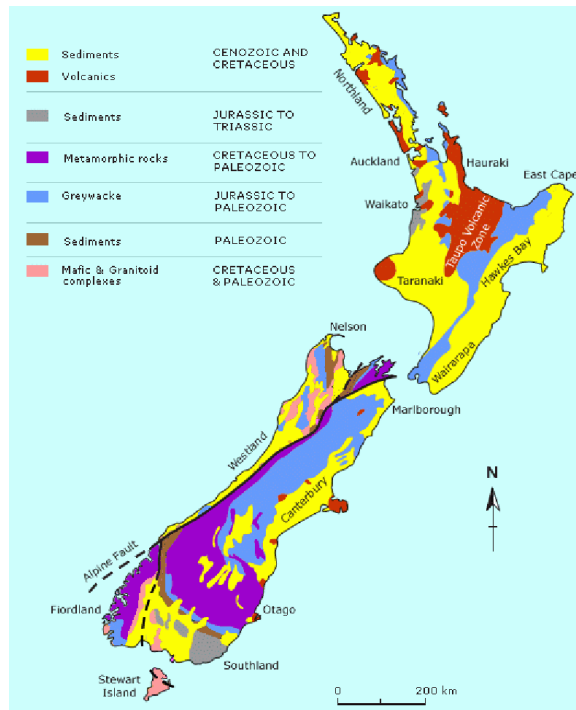 Sediments CENOZOIC AND
CRETACEOUS
Volcanics
Sediments JURASSIC TO
TRIASSIC
Metamorphic rocks CRETACEOUS TO
PALEOZOIC
Greywacke JURASSIC TO
PALEOZOIC
Sediments PALEOZOIC
Mafic & Granitoid
complexes CRETACEOUS
& PALEOZOIC
Northland
Auckland
Hauraki
East Cape
Waikato
Taupo Volcanic
Zone
Hawkes Bay
Taranaki
Wairarapa
Nelson
Marlborough
Westland
N
Canterbury
Alpine Fault
Fiordland
Otago
Southland
Stewart
Island
0 200 km